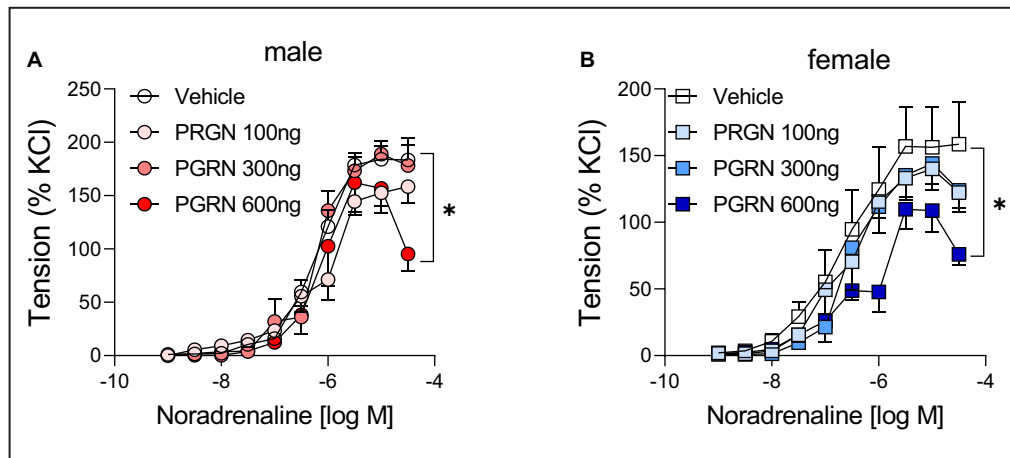 A
male
250
200
150
100
50
0
Tension (% KCl)
Vehicle
PRGN 100ng
PGRN 300ng
PGRN 600ng
*
-10
-8
-6
-4
Noradrenaline [log M]
B
female
200
150
100
50
0
Tension (% KCl)
Vehicle
PRGN 100ng
PGRN 300ng
PGRN 600ng
*
-10
-8
-6
-4
Noradrenaline [log M]